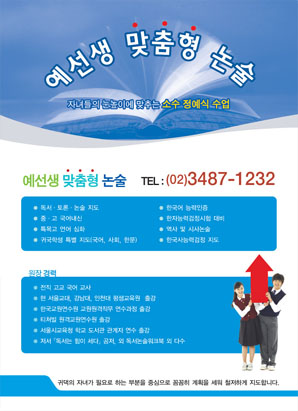 예선생 맞춤형 논술
자녀들의 눈높이에 맞추는 소수 정예식 수업
예선생 맞춤형 논술 TEL : (02)3487-1232
독서 · 토론 · 논술 지도
중 · 고 국어내신
특목고 언어 심화
귀국학생 특별 지도(국어, 사회, 한문)
한국어 능력인증
한자능력검정시험 대비
역사 및 시사논술
한국사능력검정 지도
원장 경력
전직 고교 국어 교사
현 서울교대, 강남대, 인천대 평생교육원 출강
한국교원연수원 교원원격직무 연수과정 출강
티처빌 원격교원연수원 출강
서울시교육청 학교 도서관 관계자 연수 출강
저서 '독서는 힘이 세다, 공저, 외 독서논술워크북 외 다수
귀댁의 자녀가 필요로 하는 부분을 중심으로 꼼꼼히 계획을 세워 철저하게 지도합니다.